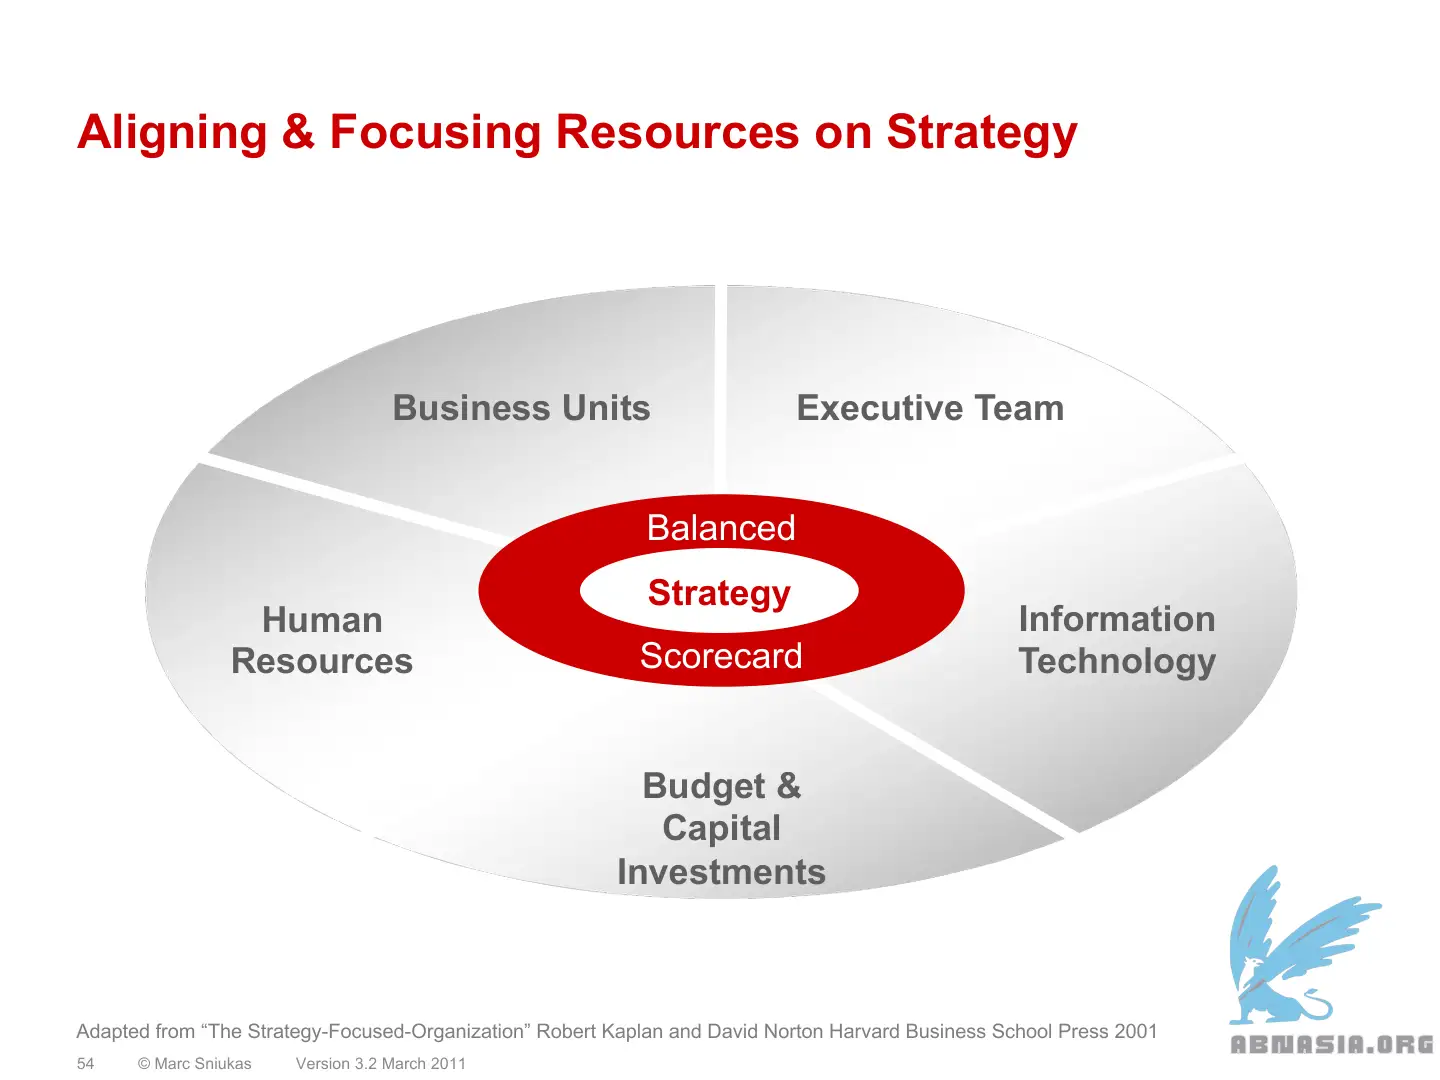 Aligning & Focusing Resources on Strategy
Business Units
Executive Team
Balanced
Strategy
Scorecard
Human
Resources
Information
Technology
Budget &
Capital
Investments
Adapted from “The Strategy-Focused-Organization” Robert Kaplan and David Norton Harvard Business School Press 2001
54 © Marc Sniukas Version 3.2 March 2011
ABNASIA.ORG